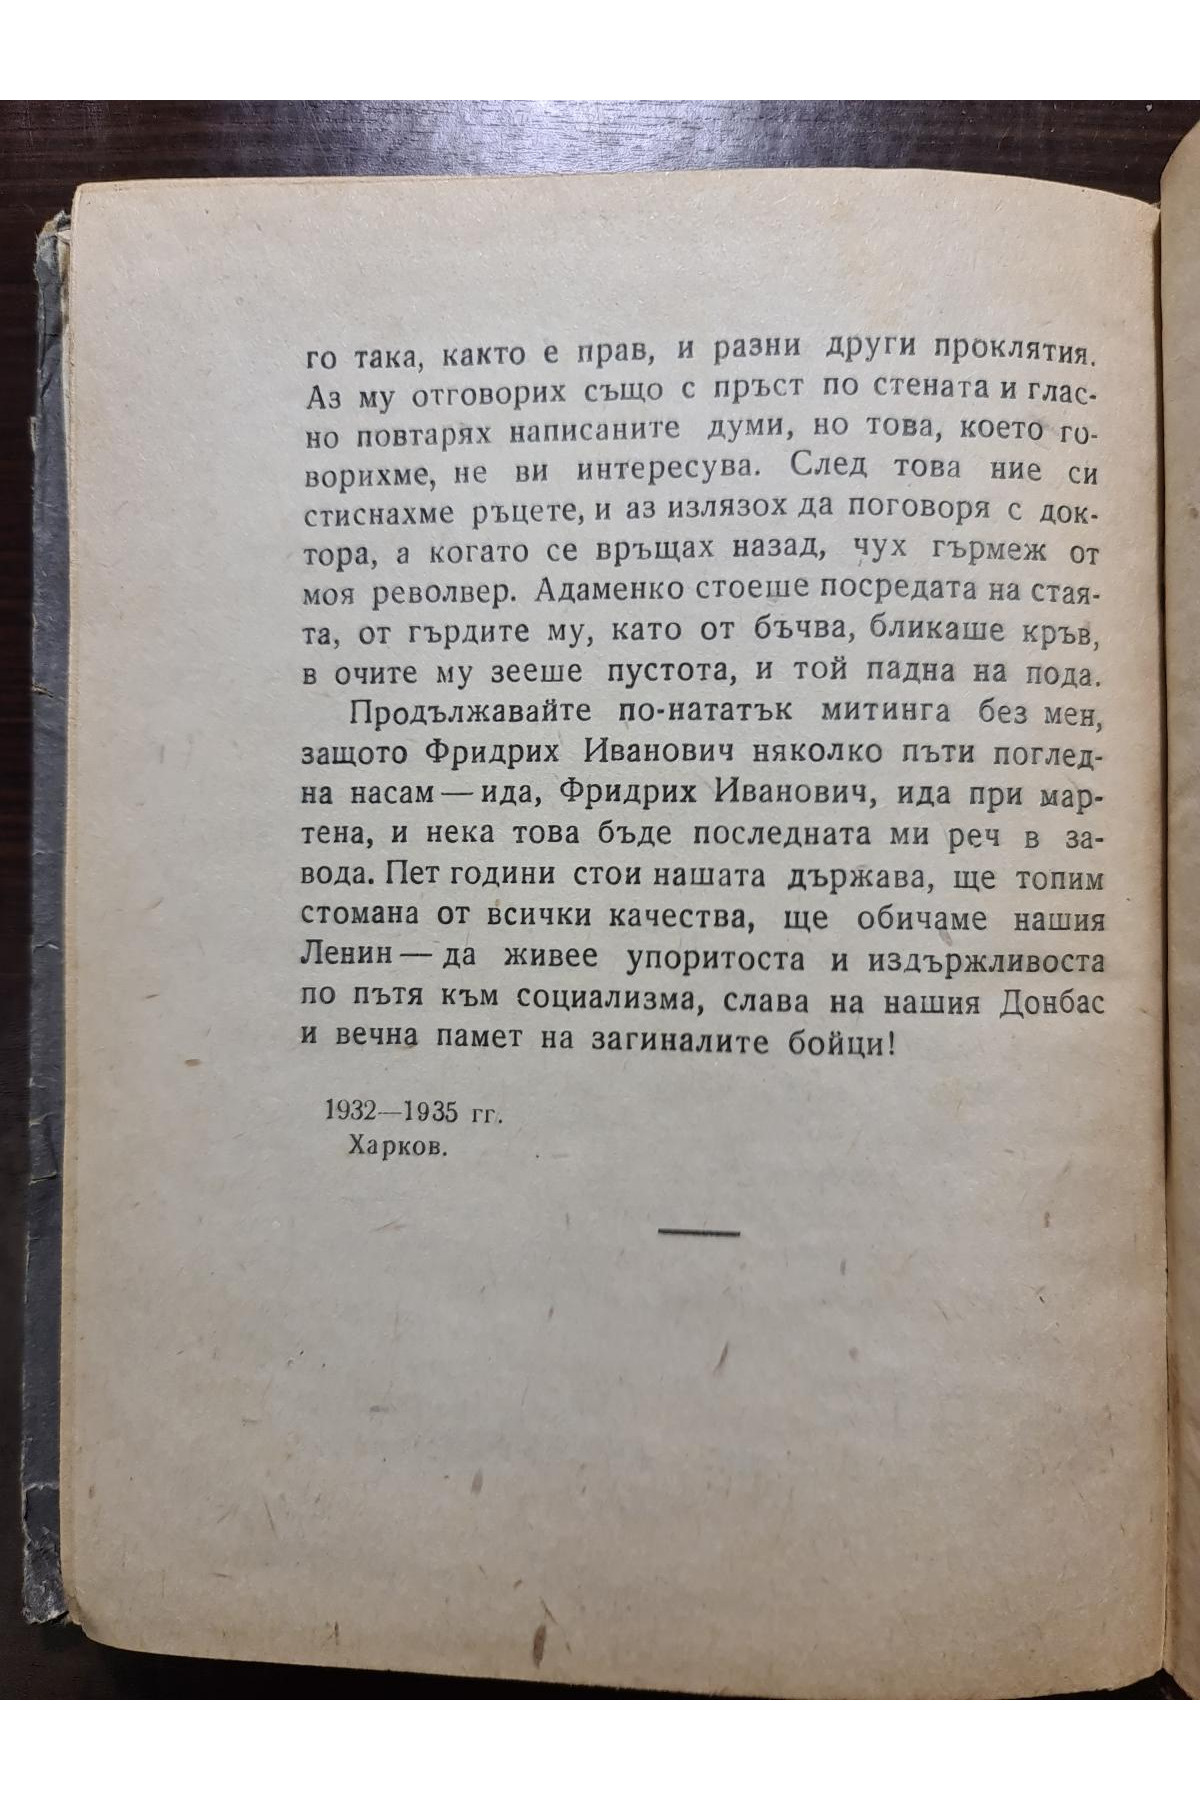 го така, както е прав, и разни други проклятия.
Аз му отговорих също с пръст по стената и глас-
но повтарях написаните думи, но това, което го-
ворихме, не ви интересува. След това ние си
стиснахме ръцете, и аз излязох да поговоря с док-
тора, а когато се връщах назад, чух гърмеж от
моя револвер. Адаменко стоеше посредата на стая-
та, от гърдите му, като от бъчва, бликаше кръв,
в очите му зееше пустота, и той падна на пода.
Продължавайте по-нататък митинга без мен,
защото Фридрих Иванович няколко пъти поглед-
на насам — ида, Фридрих Иванович, ида при мар-
тена, и нека това бъде последната ми реч в за-
вода. Пет години стои нашата държава, ще топим
стомана от всички качества, ще обичаме нашия
Ленин — да живее упоритоста и издържливоста
по пътя към социализма, слава на нашия Донбас
и вечна памет на загиналите бойци!
1932—1935 гг.
Харков.